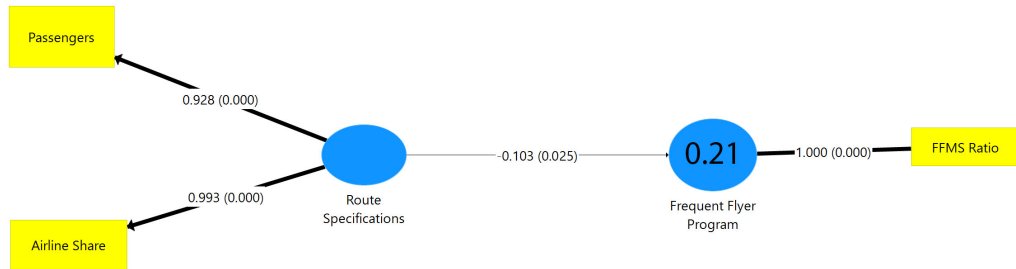 Passengers
0.928 (0.000)
0.993 (0.000)
Airline Share
Route
Specifications
-0.103 (0.025)
0.21
Frequent Flyer
Program
1.000 (0.000)
FFMS Ratio